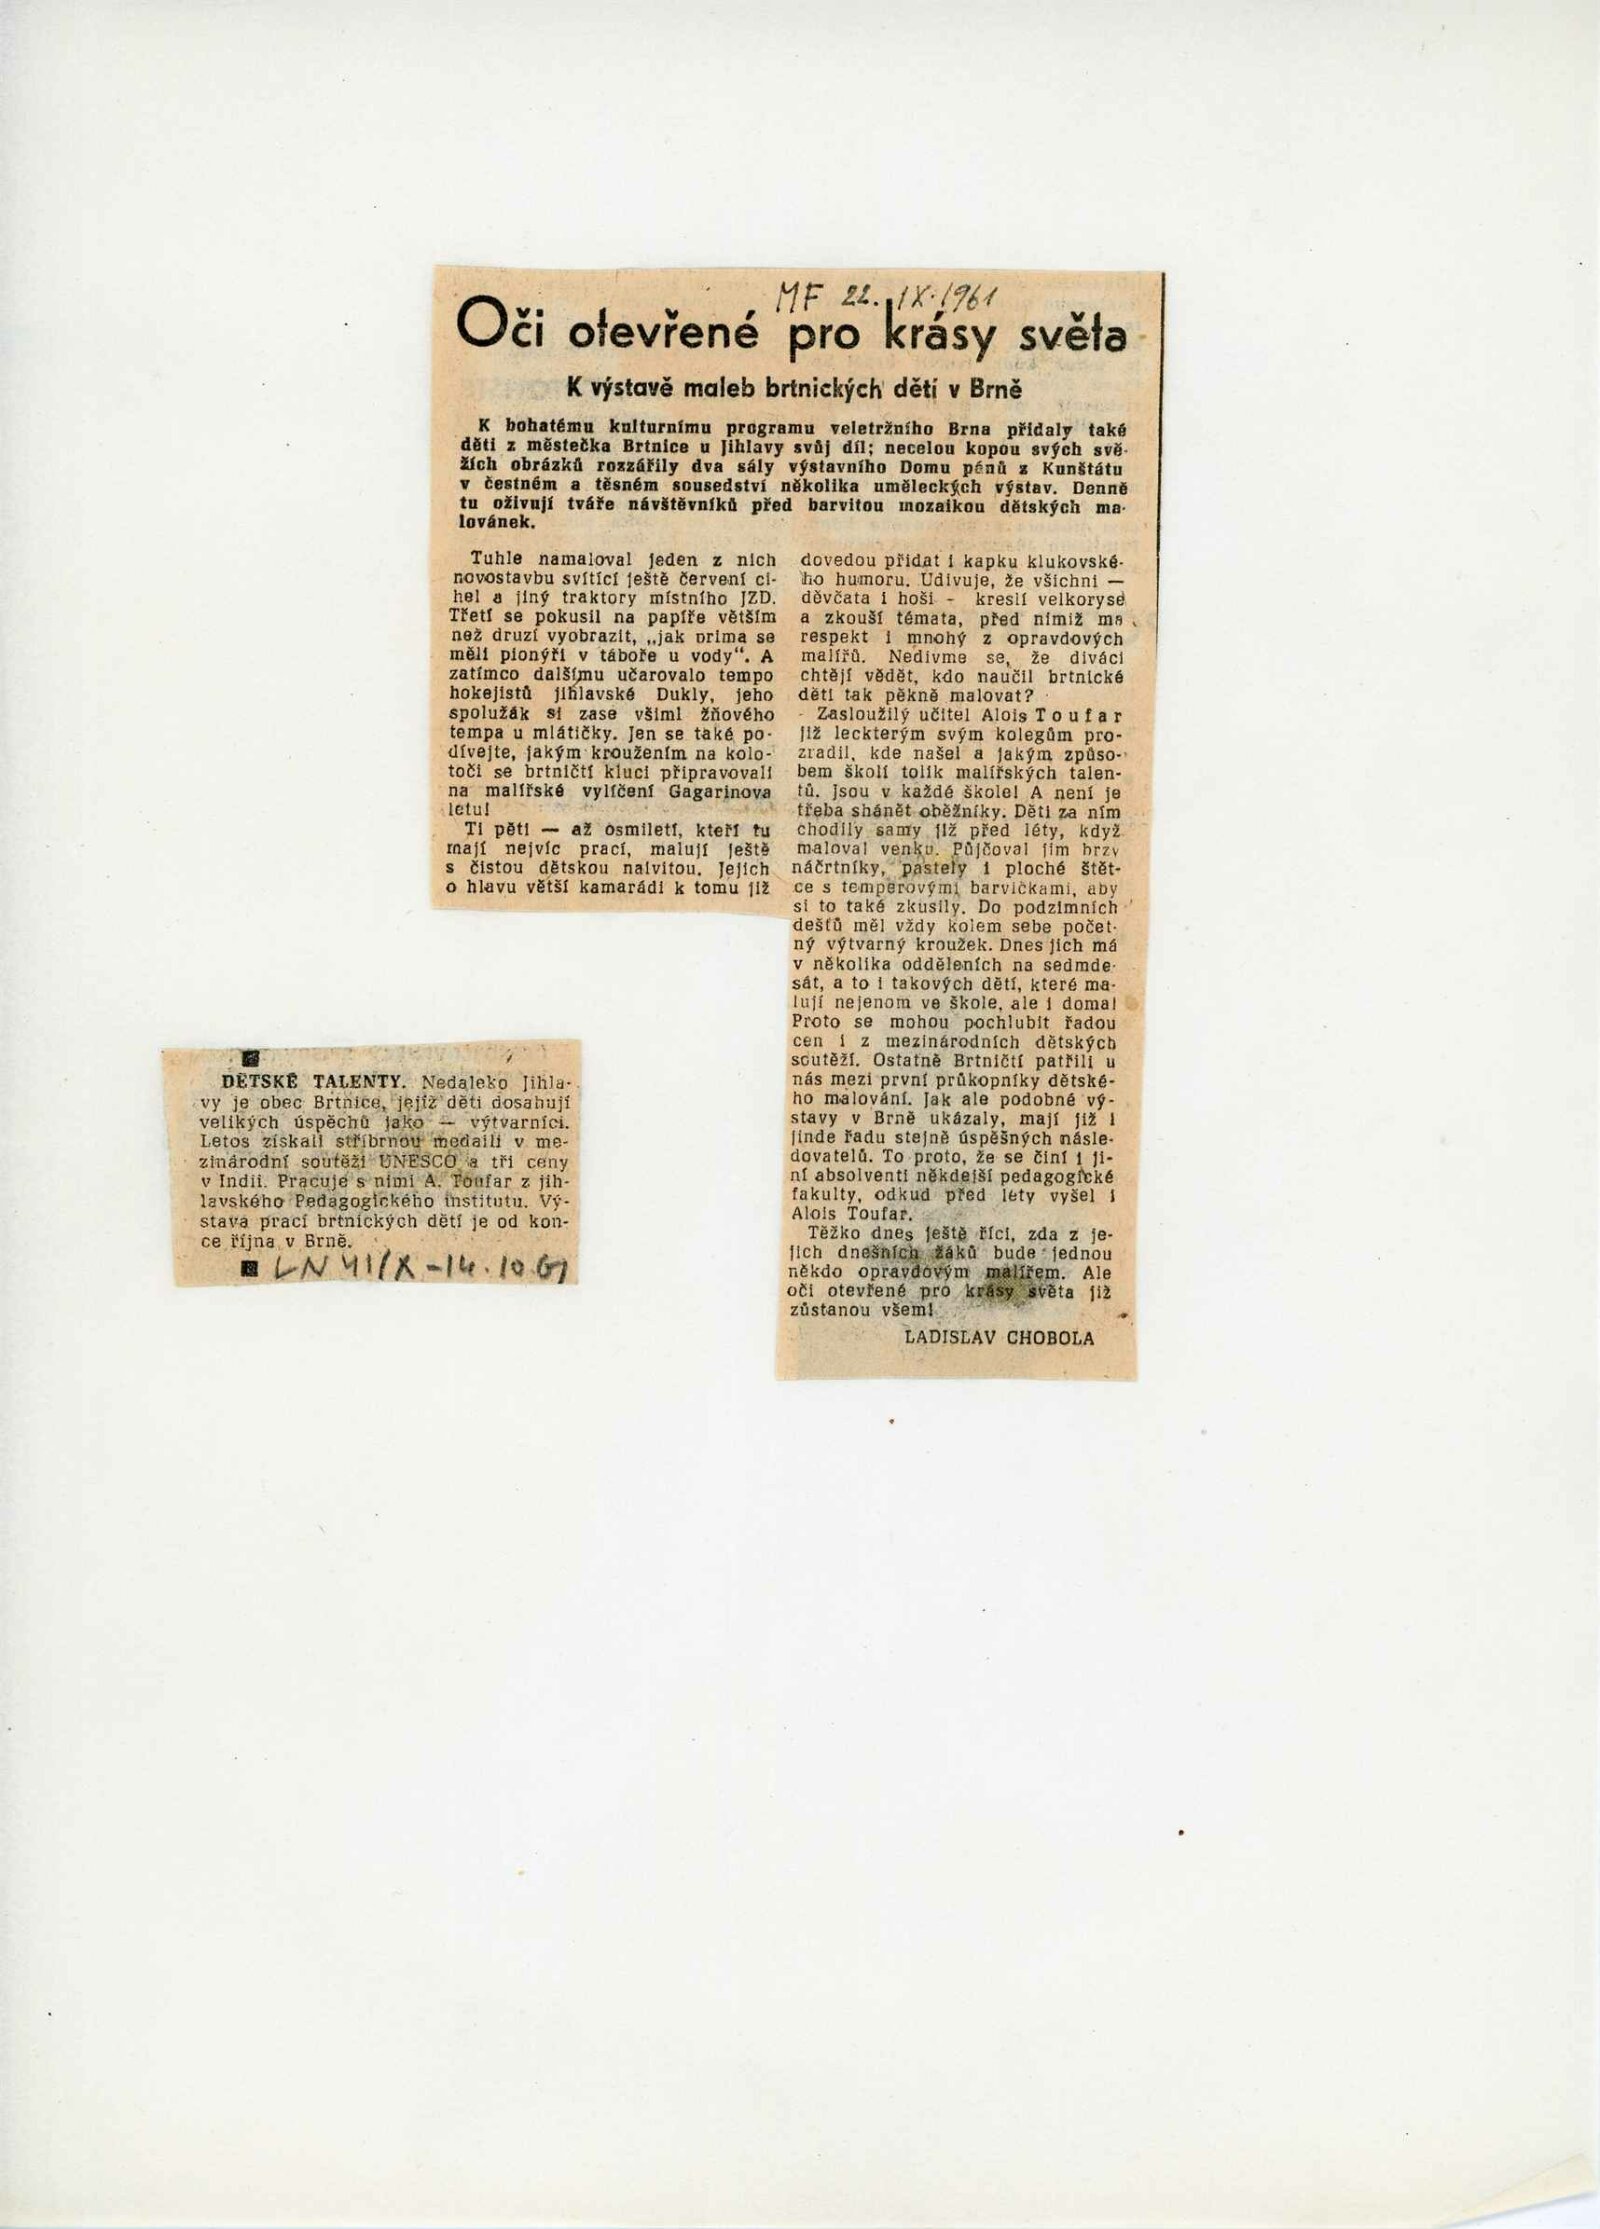 MF 22. IX. 1961
Oči otevřené pro krásy světa
K výstavě maleb brtnických dětí v Brně
K bohatému kulturnímu programu veletržního Brna přidaly také
děti z městečka Brtnice u Jihlavy svůj díl; necelou kopou svých svě-
žích obrázků rozzářily dva sály výstavního Domu pánů z Kunštátu
v čestném a těsném sousedství několika uměleckých výstav. Denně
tu oživují tváře návštěvníků před barvitou mozaikou dětských ma-
lovánek.
Tuhle namaloval jeden z nich
novostavbu svítící ještě červení ci-
hel a jiný traktory místního JZD.
Třetí se pokusil na papíře větším
než druzí vyobrazit, „jak prima se
měli pionýři v táboře u vody“. A
zatímco dalšímu učarovalo tempo
hokejistů jihlavské Dukly, jeho
spolužák si zase všiml žňového
tempa u mlátičky. Jen se také po-
dívejte, jakým kroužením na kolo-
toči se brtničtí kluci připravovali
na malířské vylíčení Gagarinova
letu!
Ti pěti — až osmiletí, kteří tu
mají nejvíc prací, malují ještě
s čistou dětskou naivitou. Jejich
o hlavu větší kamarádi k tomu již
dovedou přidat i kapku klukovské-
ho humoru. Udivuje, že všichni —
děvčata i hoši - kreslí velkoryse
a zkouší témata, před nimiž má
respekt i mnohý z opravdových
malířů. Nedivme se, že diváci
chtějí vědět, kdo naučil brtnické
děti tak pěkně malovat?
Zasloužilý učitel Alois Toufar
již leckterým svým kolegům pro-
zradil, kde našel a jakým způso-
bem školí tolik malířských talen-
tů. Jsou v každé škole! A není je
třeba shánět oběžníky. Děti za ním
chodily samy již před léty, když
maloval venku. Půjčoval jim brzy
náčrtníky, pastely i ploché štět-
ce s temperovými barvičkami, aby
si to také zkusily. Do podzimních
dešťů měl vždy kolem sebe počet-
ný výtvarný kroužek. Dnes jich má
v několika odděleních na sedmde-
sát, a to i takových dětí, které ma-
lují nejenom ve škole, ale i doma!
Proto se mohou pochlubit řadou
cen i z mezinárodních dětských
soutěží. Ostatně Brtničtí patřili u
nás mezi první průkopníky dětské-
ho malování. Jak ale podobné vý-
stavy v Brně ukázaly, mají již i
jinde řadu stejně úspěšných násle-
dovatelů. To proto, že se činí i ji-
ní absolventi někdejší pedagogické
fakulty, odkud před léty vyšel i
Alois Toufar.
Těžko dnes ještě říci, zda z je-
jich dnešních žáků bude jednou
někdo opravdovým malířem. Ale
oči otevřené pro krásy světa již
zůstanou všem!
LADISLAV CHOBOLA
DĚTSKÉ TALENTY. Nedaleko Jihla-
vy je obec Brtnice, jejíž děti dosahují
velikých úspěchů jako — výtvarníci.
Letos získali stříbrnou medaili v me-
zinárodní soutěži UNESCO a tři ceny
v Indii. Pracuje s nimi A. Toufar z jih-
lavského Pedagogického institutu. Vý-
stava prací brtnických dětí je od kon-
ce října v Brně.
LN 41/X - 14.10.61